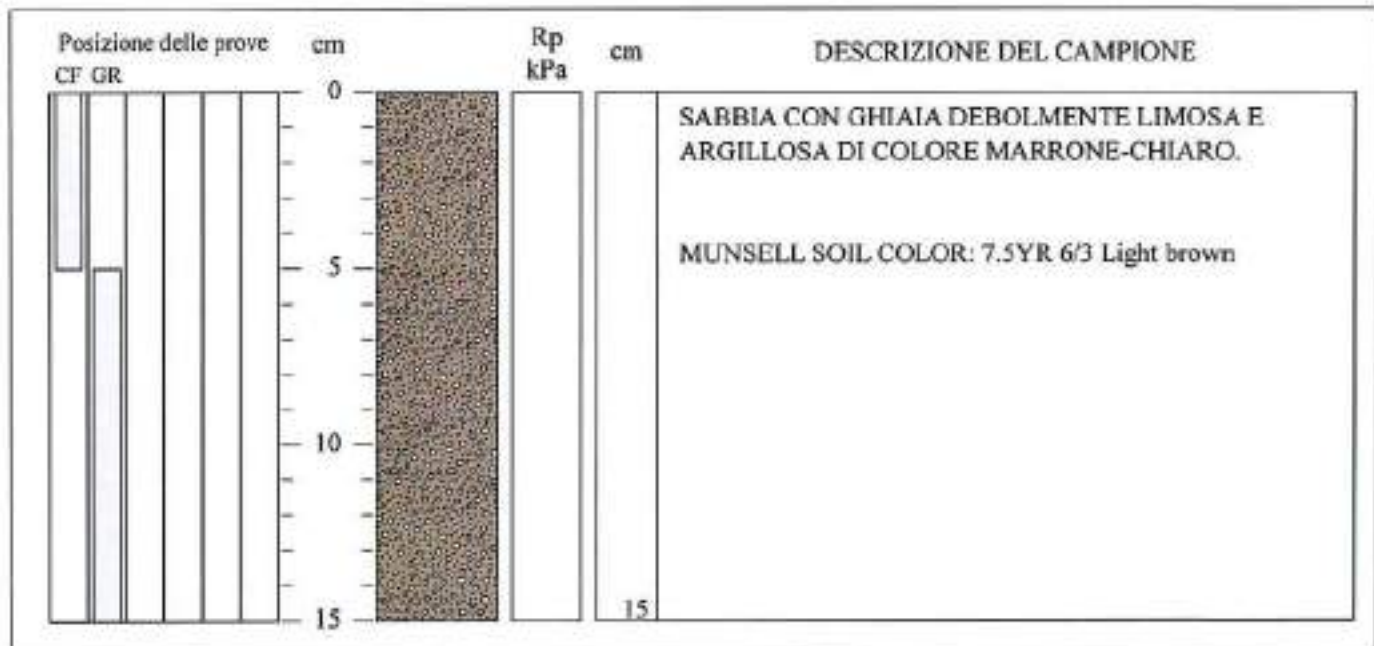 Posizione delle prove
CF GR
cm
Rp
kPa
cm
DESCRIZIONE DEL CAMPIONE
0
5
10
15
15
SABBIA CON GHIAIA DEBOLMENTE LIMOSA E
ARGILLOSA DI COLORE MARRONE-CHIARO.
MUNSELL SOIL COLOR: 7.5YR 6/3 Light brown